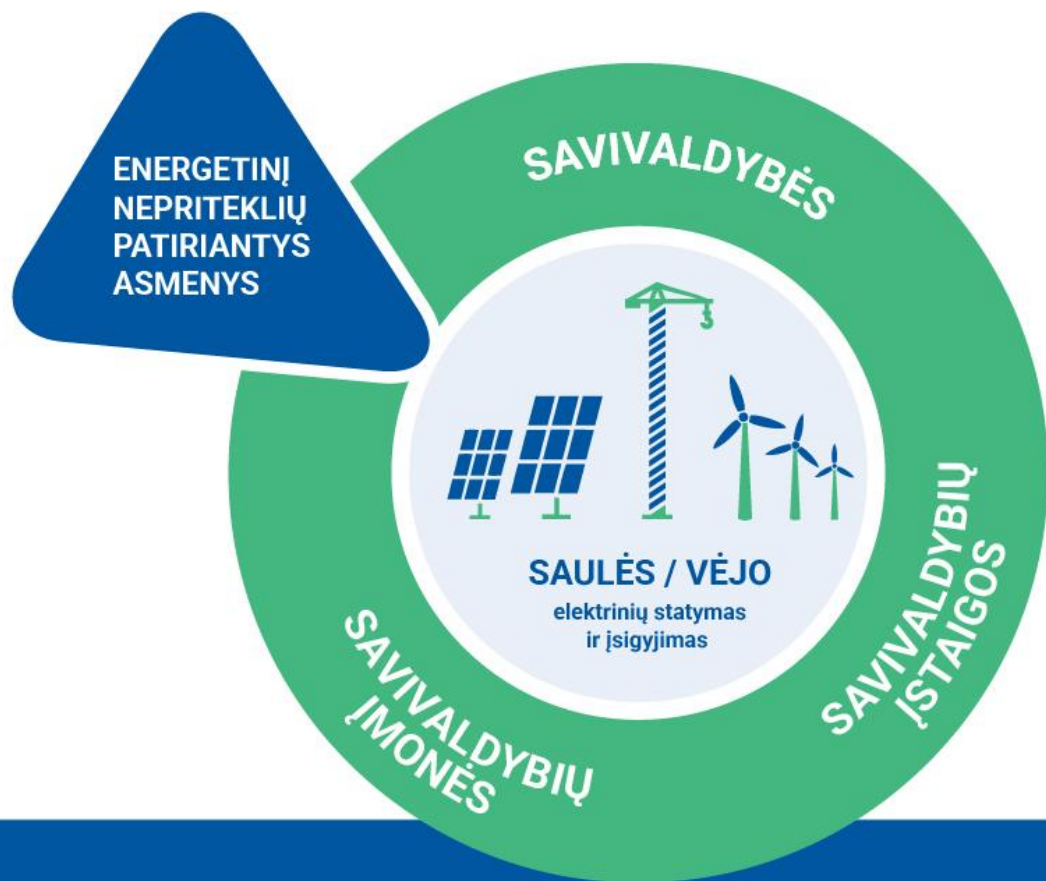 ENERGETINĮ
NEPRITEKLIŲ
PATIRIANTYS
ASMENYS
SAVIVALDYBĖS
SAVIVALDYBIŲ
ĮSTAIGOS
SAVIVALDYBIŲ
ĮMONĖS
SAULĖS / VĖJO
elektrinių statymas
ir įsigyjimas